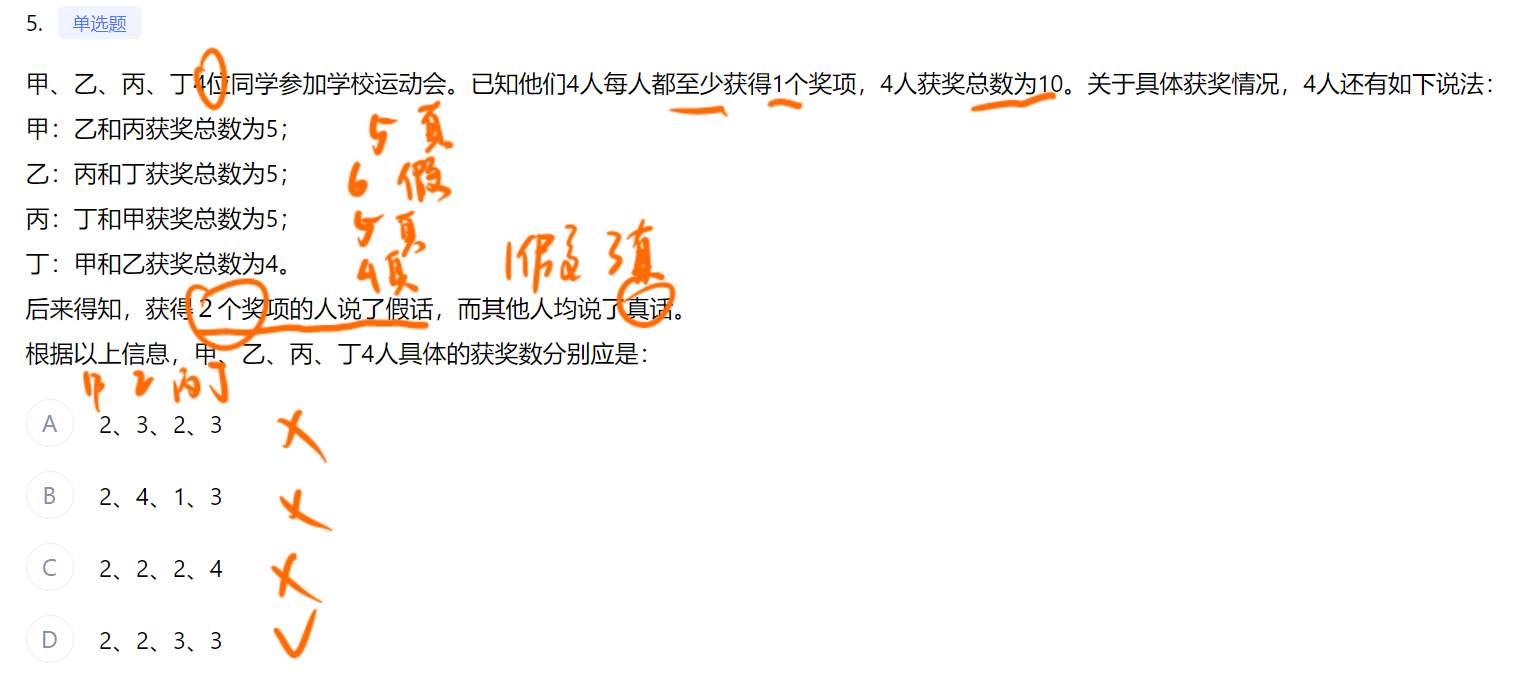 5. 单选题
甲、乙、丙、丁4位同学参加学校运动会。已知他们4人每人都至少获得1个奖项，4人获奖总数为10。关于具体获奖情况，4人还有如下说法：
甲：乙和丙获奖总数为5；
5 真
乙：丙和丁获奖总数为5；
6 假
丙：丁和甲获奖总数为5；
5 真
丁：甲和乙获奖总数为4。
4真
1假 3真
后来得知，获得2个奖项的人说了假话，而其他人均说了真话。
根据以上信息，甲、乙、丙、丁4人具体的获奖数分别应是：
甲 乙 丙 丁
A 2、3、2、3
B 2、4、1、3
C 2、2、2、4
D 2、2、3、3